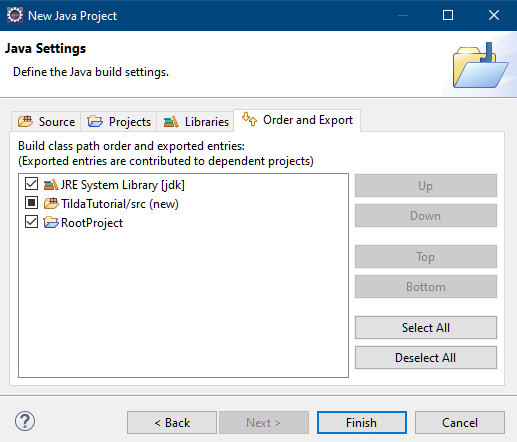 New Java Project
Java Settings
Define the Java build settings.
Source Projects Libraries Order and Export
Build class path order and exported entries:
(Exported entries are contributed to dependent projects)
JRE System Library [jdk]
TildaTutorial/src (new)
RootProject
Up
Down
Top
Bottom
Select All
Deselect All
< Back Next > Finish Cancel